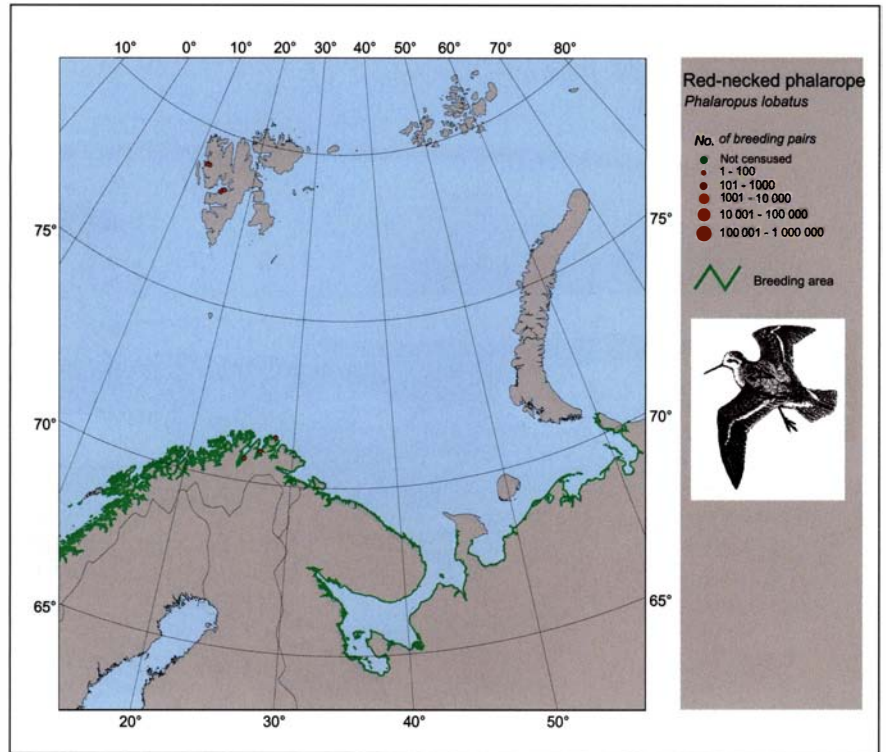 10° 0° 10° 20° 30° 40° 50° 60° 70° 80°
75° 75°
70° 70°
65° 65°
20° 30° 40° 50°
Red-necked phalarope
Phalaropus lobatus
No. of breeding pairs
Not censused
1 - 100
101 - 1000
1001 - 10 000
10 001 - 100 000
100 001 - 1 000 000
Breeding area